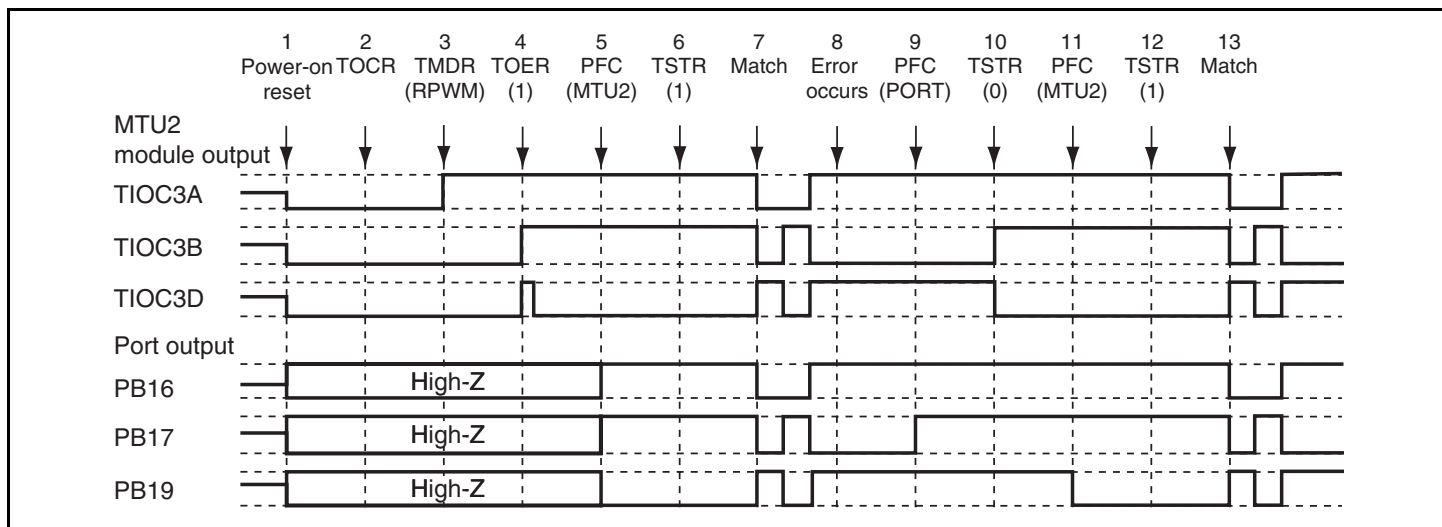 1 2 3 4 5 6 7 8 9 10 11 12 13
Power-on TOCR TMDR TOER PFC TSTR Match Error PFC TSTR PFC TSTR Match
reset (RPWM) (1) (MTU2) (1) occurs (PORT) (0) (MTU2) (1)
MTU2
module output
TIOC3A
TIOC3B
TIOC3D
Port output
PB16 High-Z
PB17 High-Z
PB19 High-Z